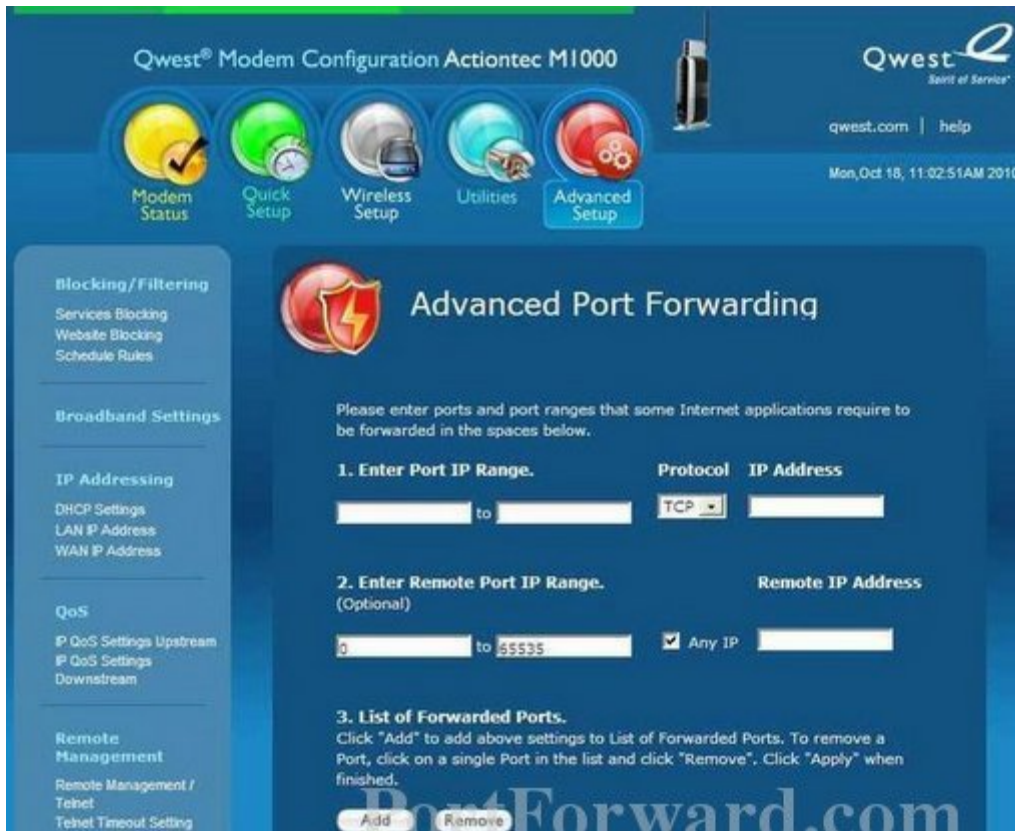 Qwest® Modem Configuration Actiontec M1000
Qwest
Spirit of Service
qwest.com | help
Mon,Oct 18, 11:02:51AM 2010
Modem Status
Quick Setup
Wireless Setup
Utilities
Advanced Setup
Blocking/Filtering
Services Blocking
Website Blocking
Schedule Rules
Broadband Settings
IP Addressing
DHCP Settings
LAN IP Address
WAN IP Address
QoS
IP QoS Settings Upstream
IP QoS Settings
Downstream
Remote
Management
Remote Management /
Telnet
Telnet Timeout Setting
Advanced Port Forwarding
Please enter ports and port ranges that some Internet applications require to
be forwarded in the spaces below.
1. Enter Port IP Range. Protocol IP Address
to TCP
2. Enter Remote Port IP Range. Remote IP Address
(Optional)
0 to 65535 Any IP
3. List of Forwarded Ports.
Click "Add" to add above settings to List of Forwarded Ports. To remove a
Port, click on a single Port in the list and click "Remove". Click "Apply" when
finished.
Add Remove
PortForward.com